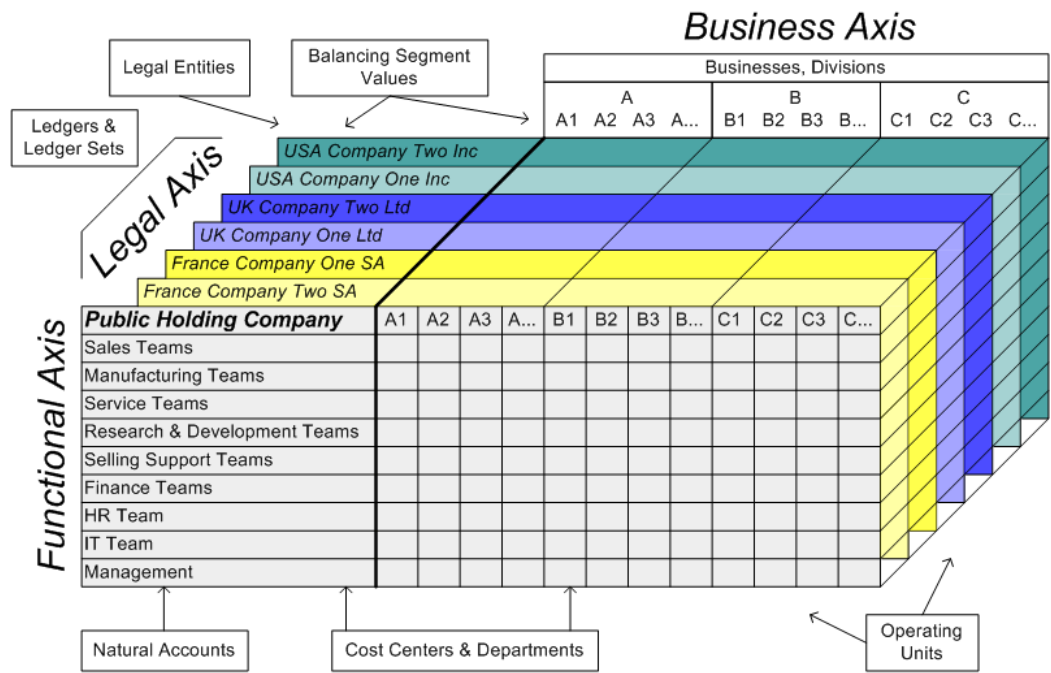 Business Axis
Legal Entities
Balancing Segment
Values
Businesses, Divisions
A B C
A1 A2 A3 A... B1 B2 B3 B... C1 C2 C3 C...
Ledgers &
Ledger Sets
Legal Axis
USA Company Two Inc
USA Company One Inc
UK Company Two Ltd
UK Company One Ltd
France Company One SA
France Company Two SA
Functional Axis
Public Holding Company A1 A2 A3 A... B1 B2 B3 B... C1 C2 C3 C...
Sales Teams
Manufacturing Teams
Service Teams
Research & Development Teams
Selling Support Teams
Finance Teams
HR Team
IT Team
Management
Natural Accounts
Cost Centers & Departments
Operating
Units